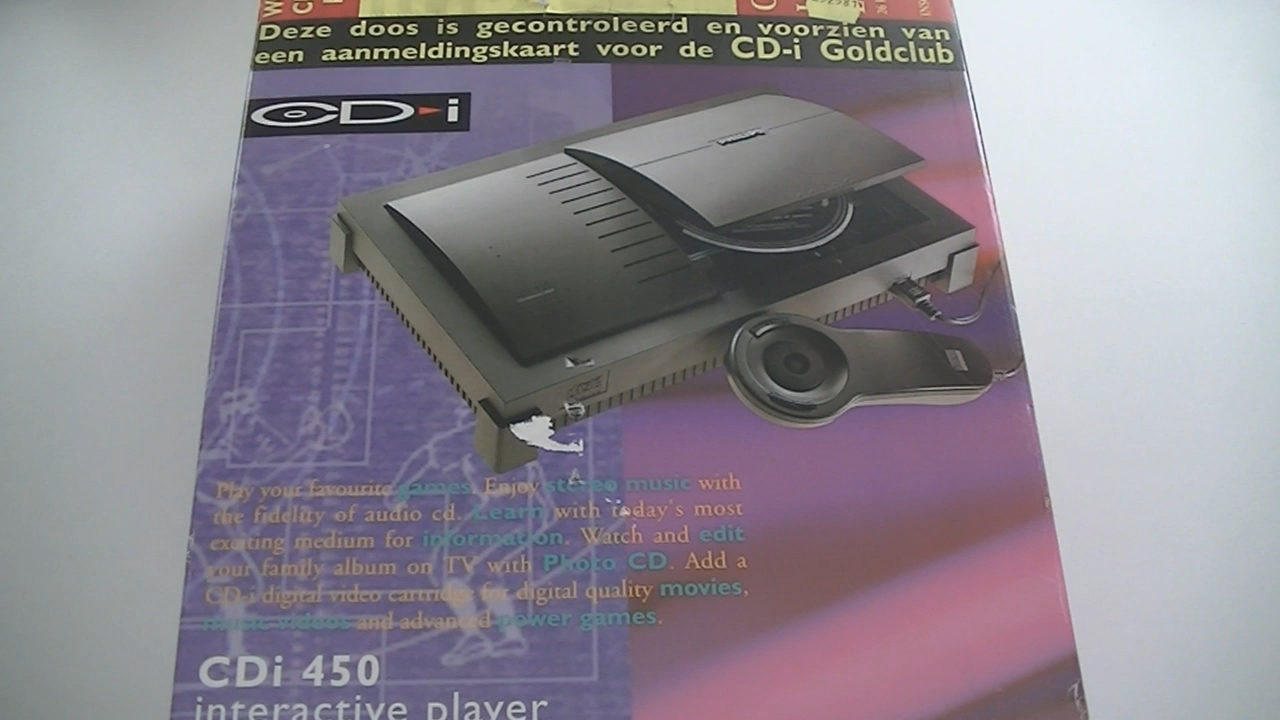 Deze doos is gecontroleerd en voorzien van
een aanmeldingskaart voor de CD-i Goldclub
CD-i
PHILIPS
Play your favourite games. Enjoy stereo music with
the fidelity of audio cd. Learn with today's most
exciting medium for information. Watch and edit
your family album on TV with Photo CD. Add a
CD-i digital video cartridge for digital quality movies,
music videos and advanced power games.
CDi 450
interactive player